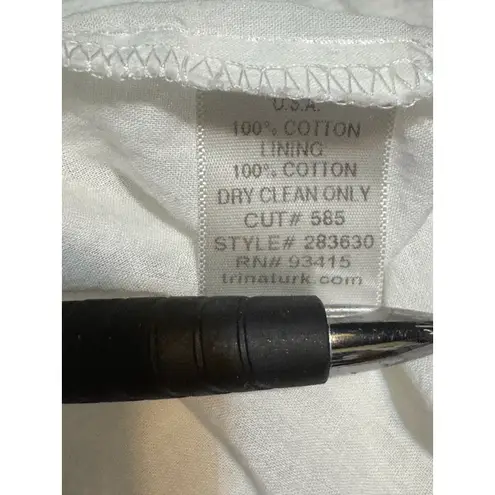 U.S.A.
100% COTTON
LINING
100% COTTON
DRY CLEAN ONLY
CUT# 585
STYLE# 283630
RN# 93415
trinaturk.com